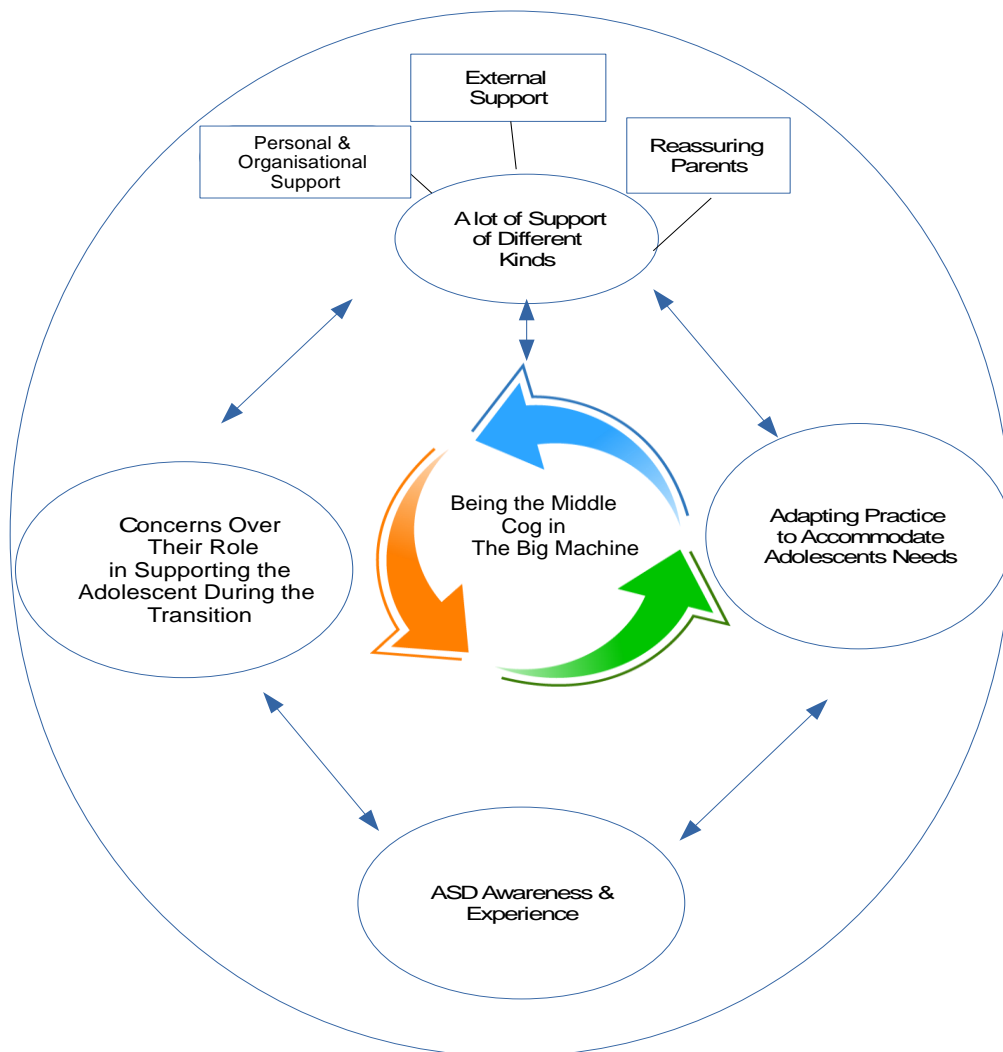 External
Support
Personal &
Organisational
Support
Reassuring
Parents
A lot of Support
of Different
Kinds
Being the Middle
Cog in
The Big Machine
Concerns Over
Their Role
in Supporting the
Adolescent During the
Transition
Adapting Practice
to Accommodate
Adolescents Needs
ASD Awareness &
Experience